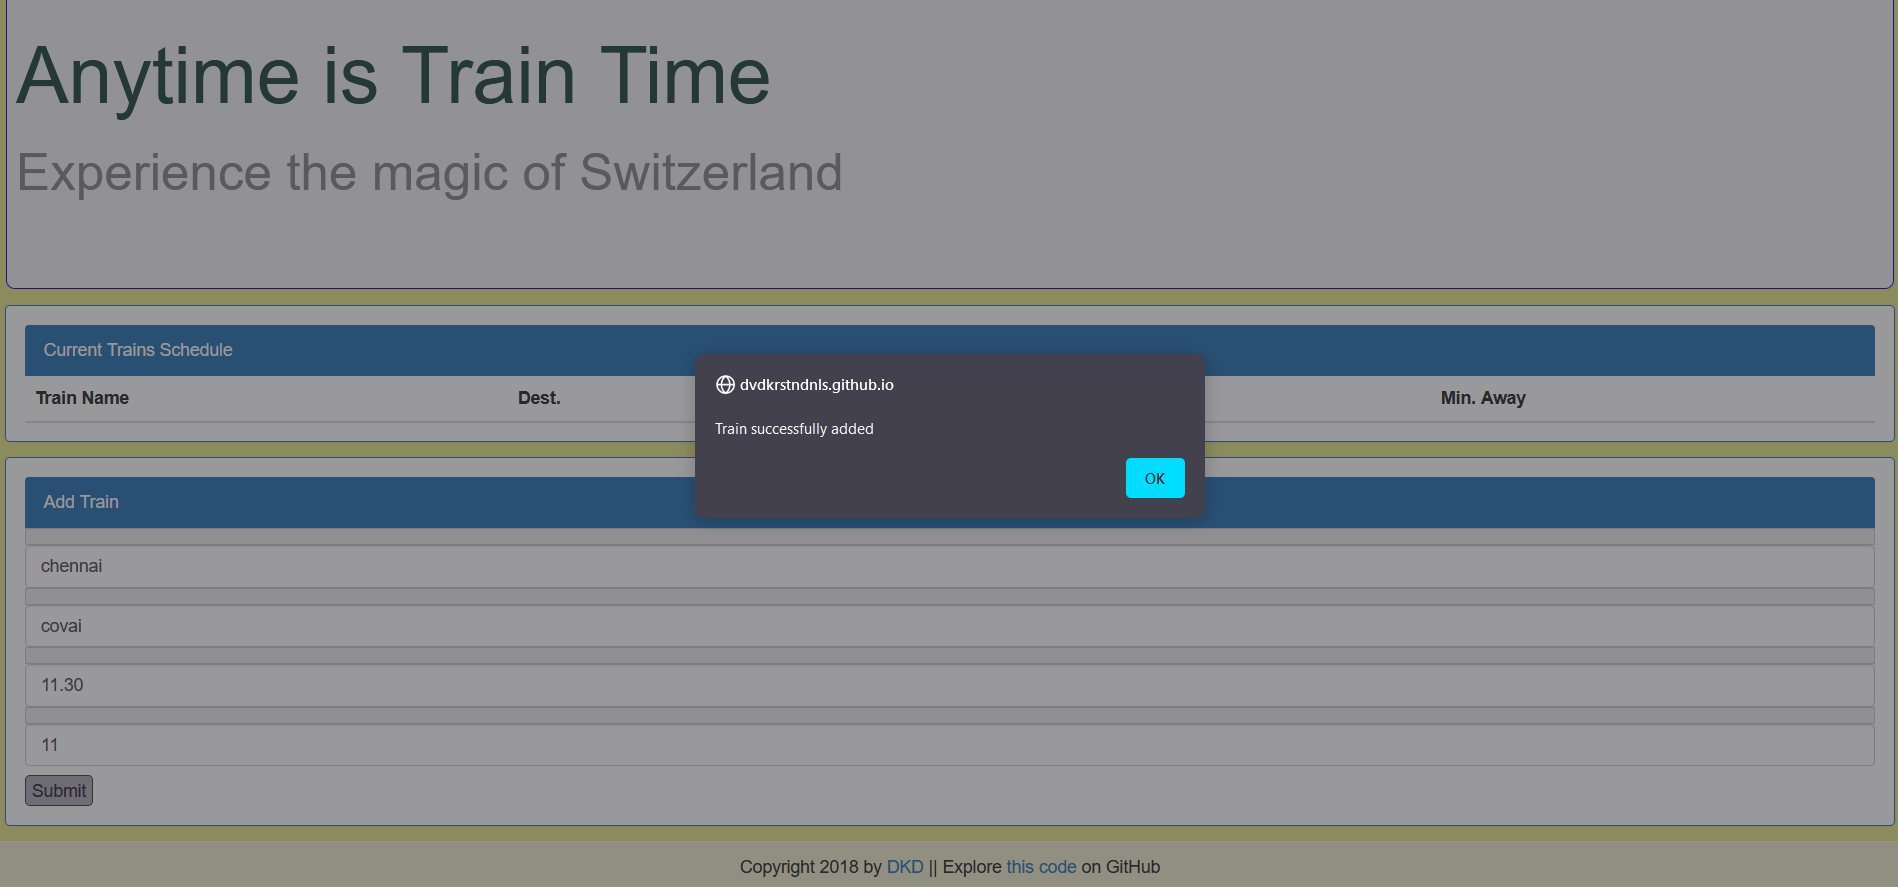 Anytime is Train Time
Experience the magic of Switzerland
Current Trains Schedule
Train Name Dest. Min. Away
dvdkrstndnls.github.io
Train successfully added
OK
Add Train
chennai
covai
11.30
11
Submit
Copyright 2018 by DKD || Explore this code on GitHub